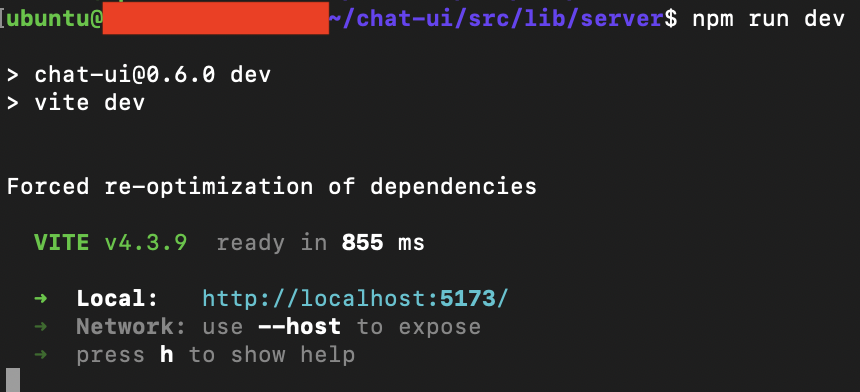 [ubuntu@ ~/chat-ui/src/lib/server$ npm run dev
> chat-ui@0.6.0 dev
> vite dev
Forced re-optimization of dependencies
VITE v4.3.9 ready in 855 ms
➜ Local: http://localhost:5173/
➜ Network: use --host to expose
➜ press h to show help